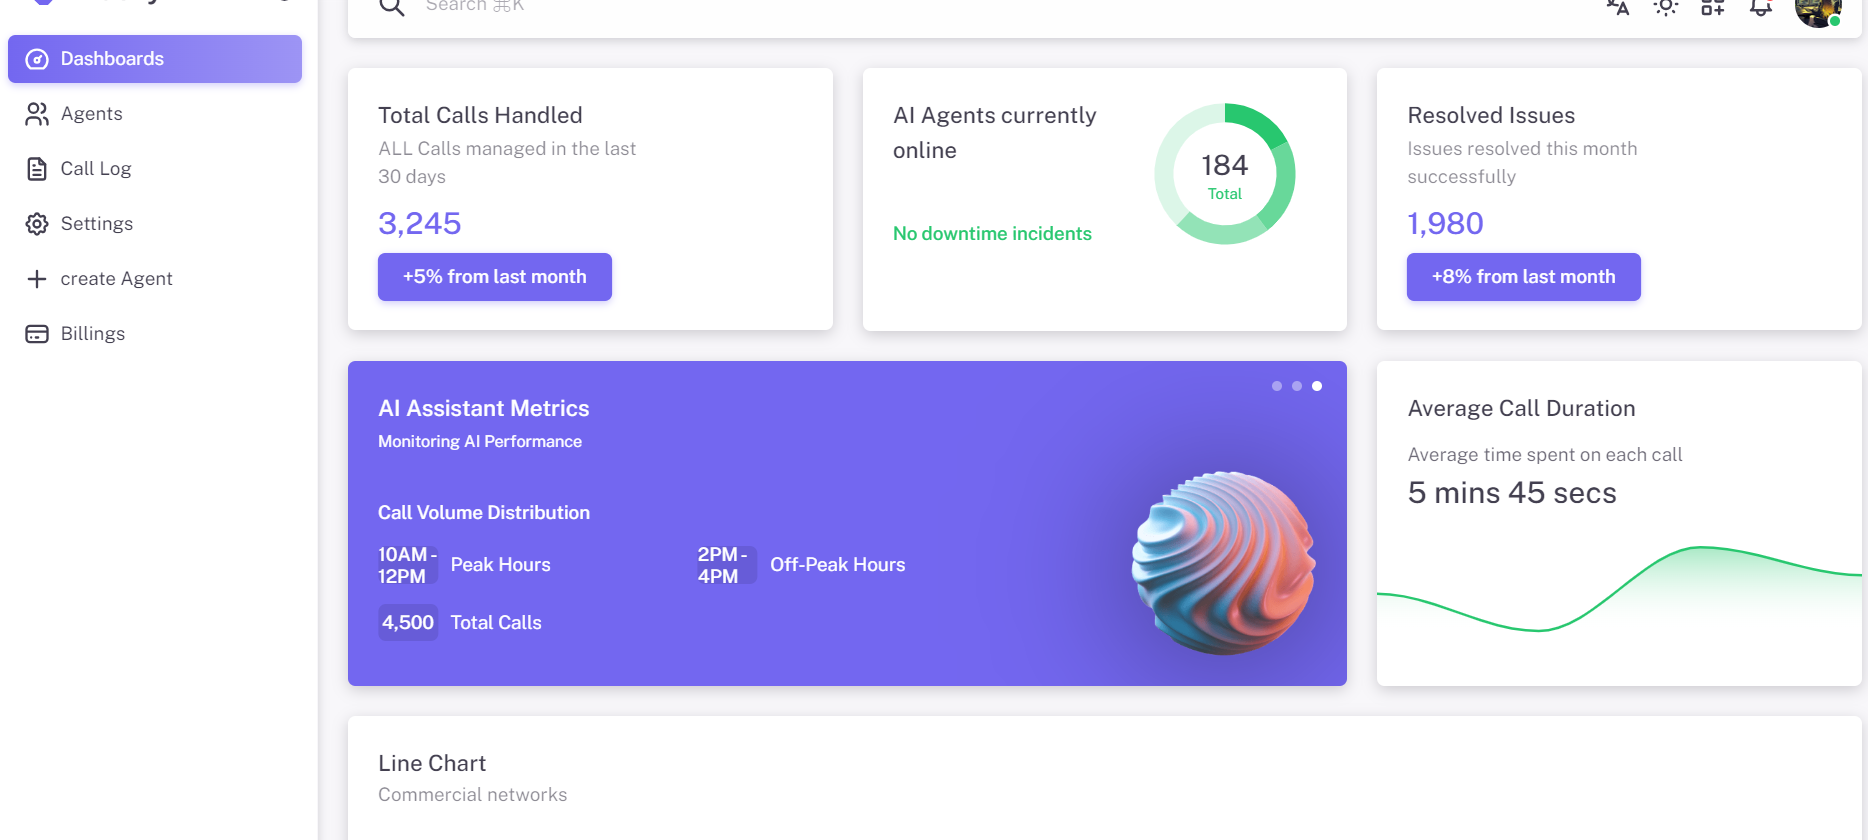 Search ⌘K
Dashboards
Agents
Call Log
Settings
create Agent
Billings
Total Calls Handled
ALL Calls managed in the last
30 days
3,245
+5% from last month
AI Agents currently
online
No downtime incidents
184
Total
Resolved Issues
Issues resolved this month
successfully
1,980
+8% from last month
AI Assistant Metrics
Monitoring AI Performance
Call Volume Distribution
10AM -
12PM
Peak Hours
2PM -
4PM
Off-Peak Hours
4,500
Total Calls
Average Call Duration
Average time spent on each call
5 mins 45 secs
Line Chart
Commercial networks